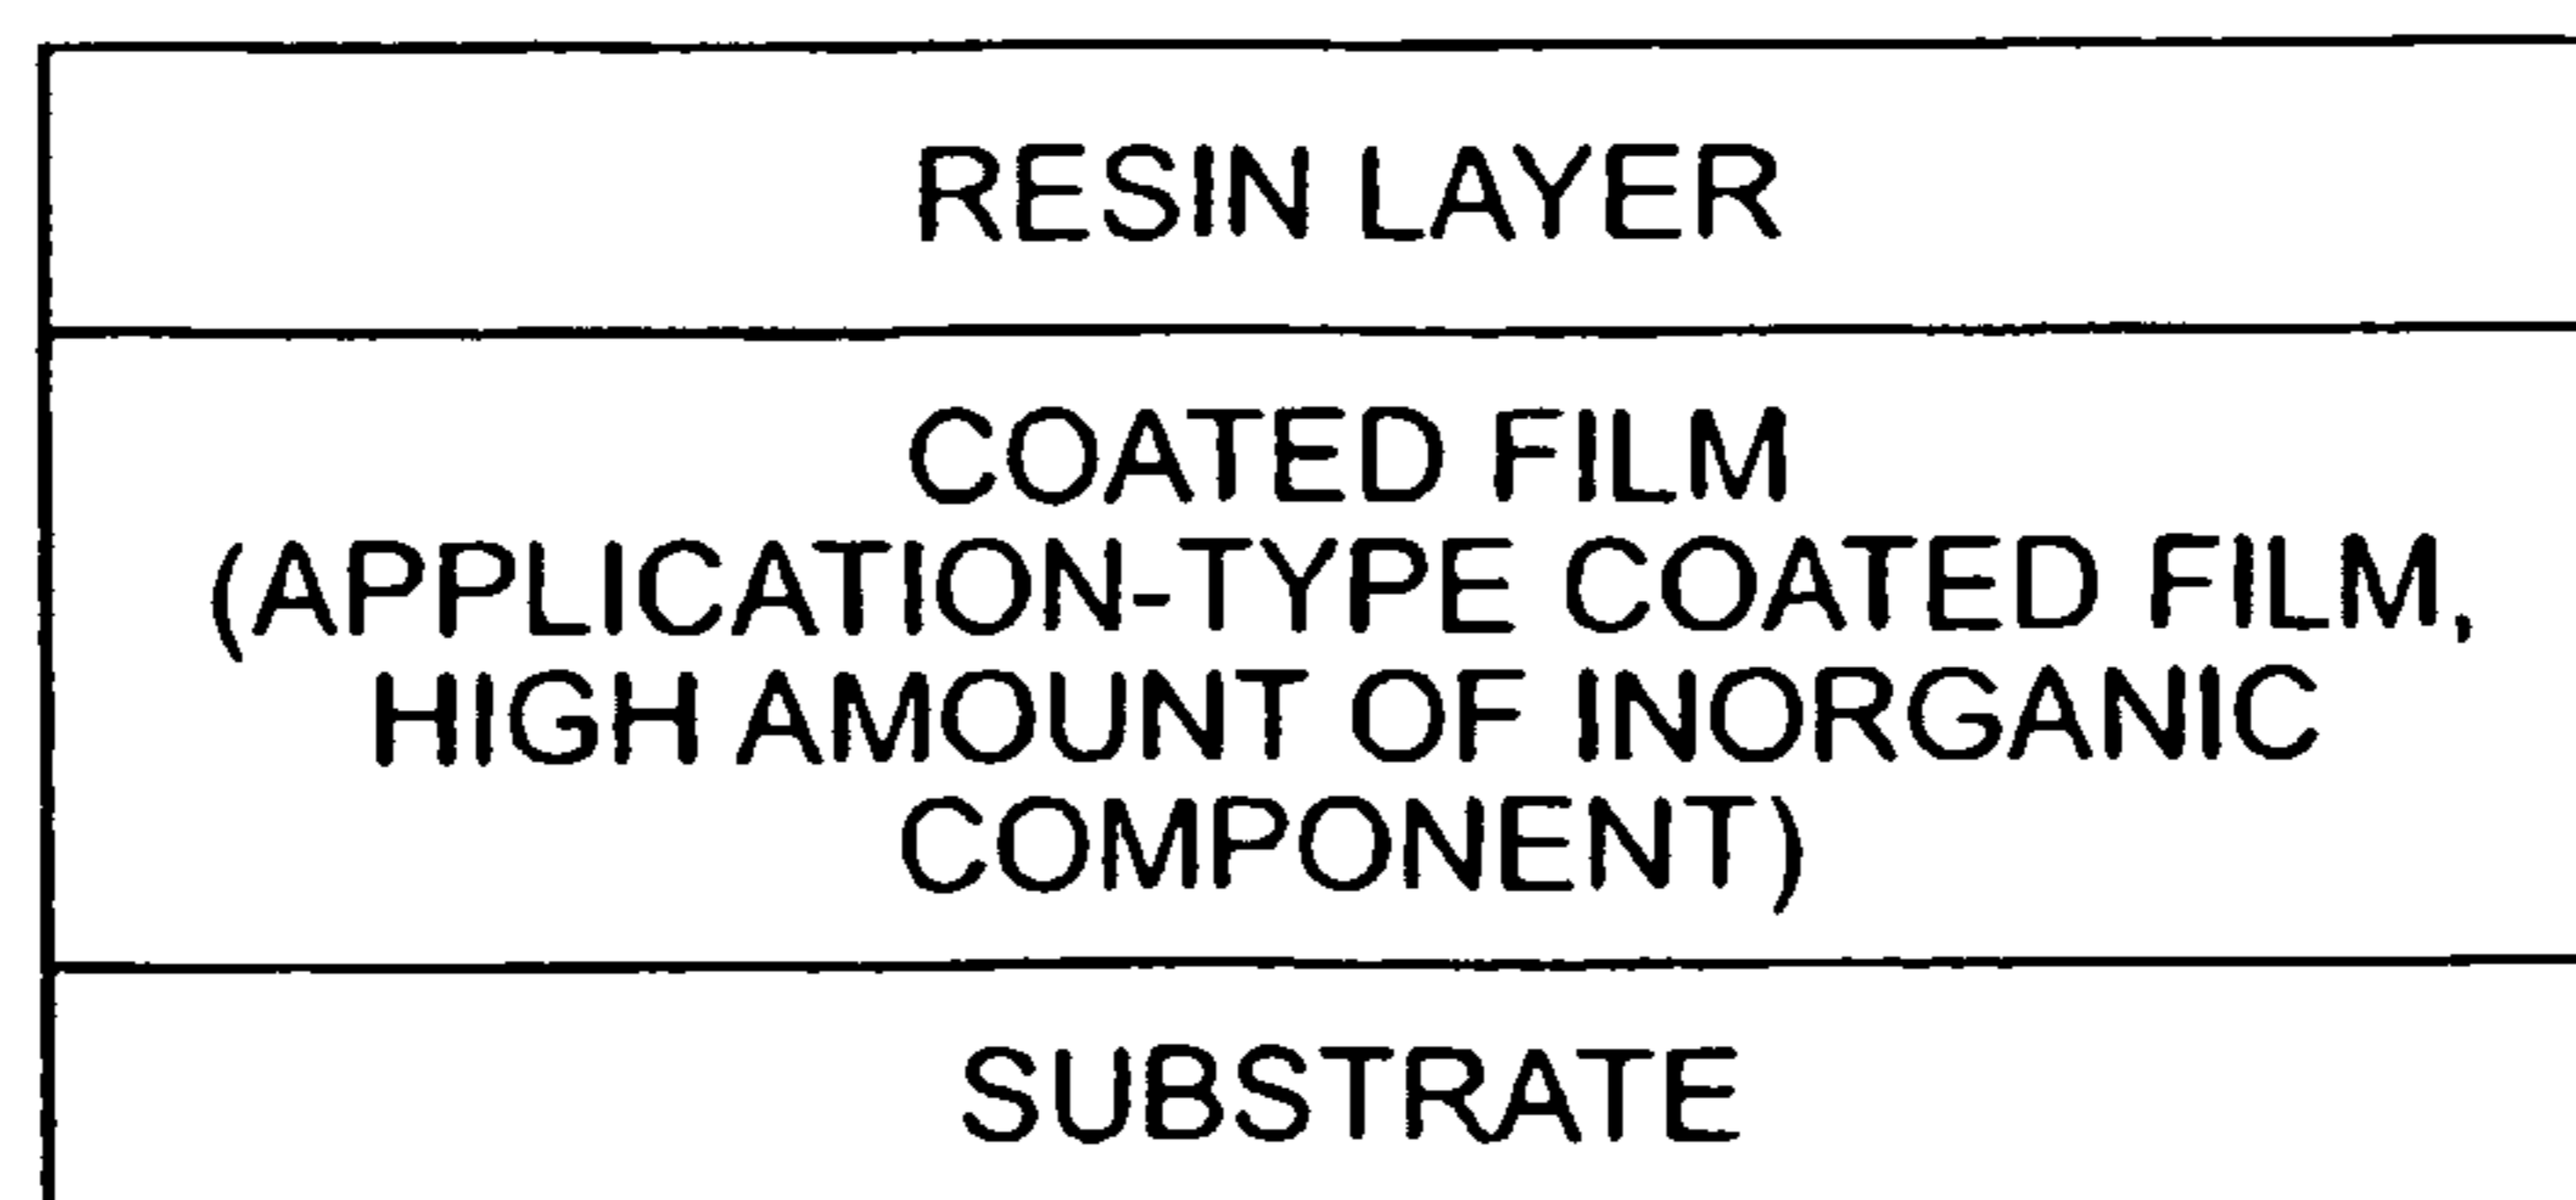 RESIN LAYER
COATED FILM
(APPLICATION-TYPE COATED FILM,
HIGH AMOUNT OF INORGANIC
COMPONENT)
SUBSTRATE